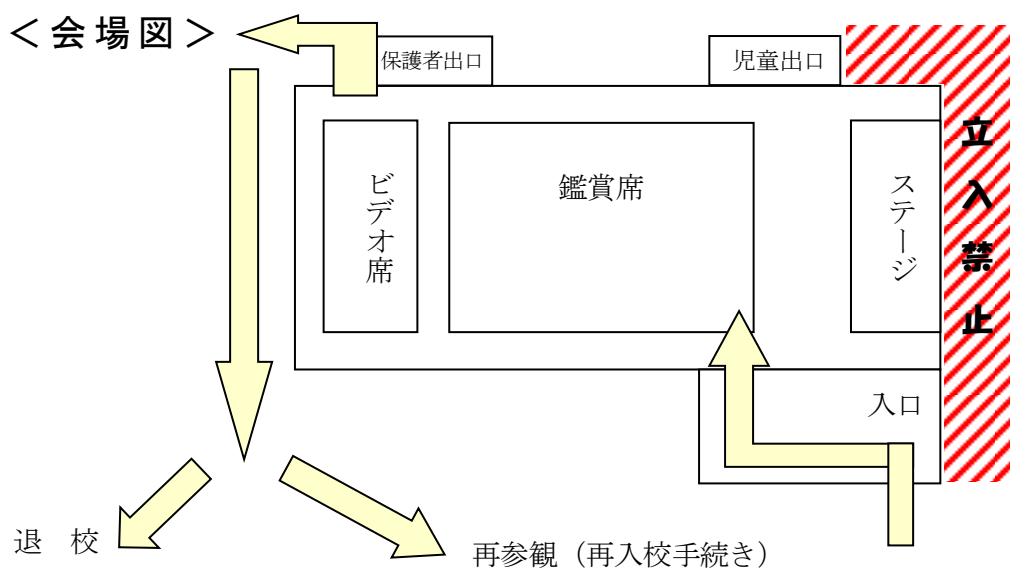 ＜会場図＞
保護者出口
児童出口
立入禁止
ビデオ席
鑑賞席
ステージ
入口
退　校
再参観（再入校手続き）